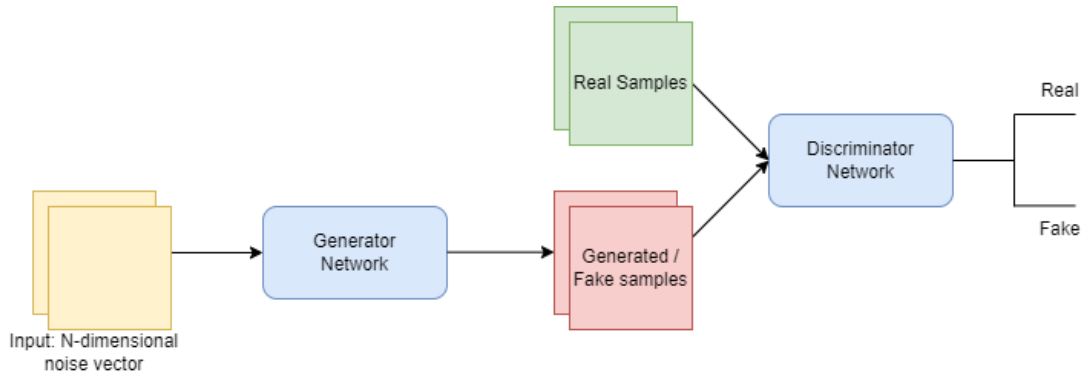 Real Samples
Real
Discriminator
Network
Generator
Network
Generated /
Fake samples
Fake
Input: N-dimensional
noise vector